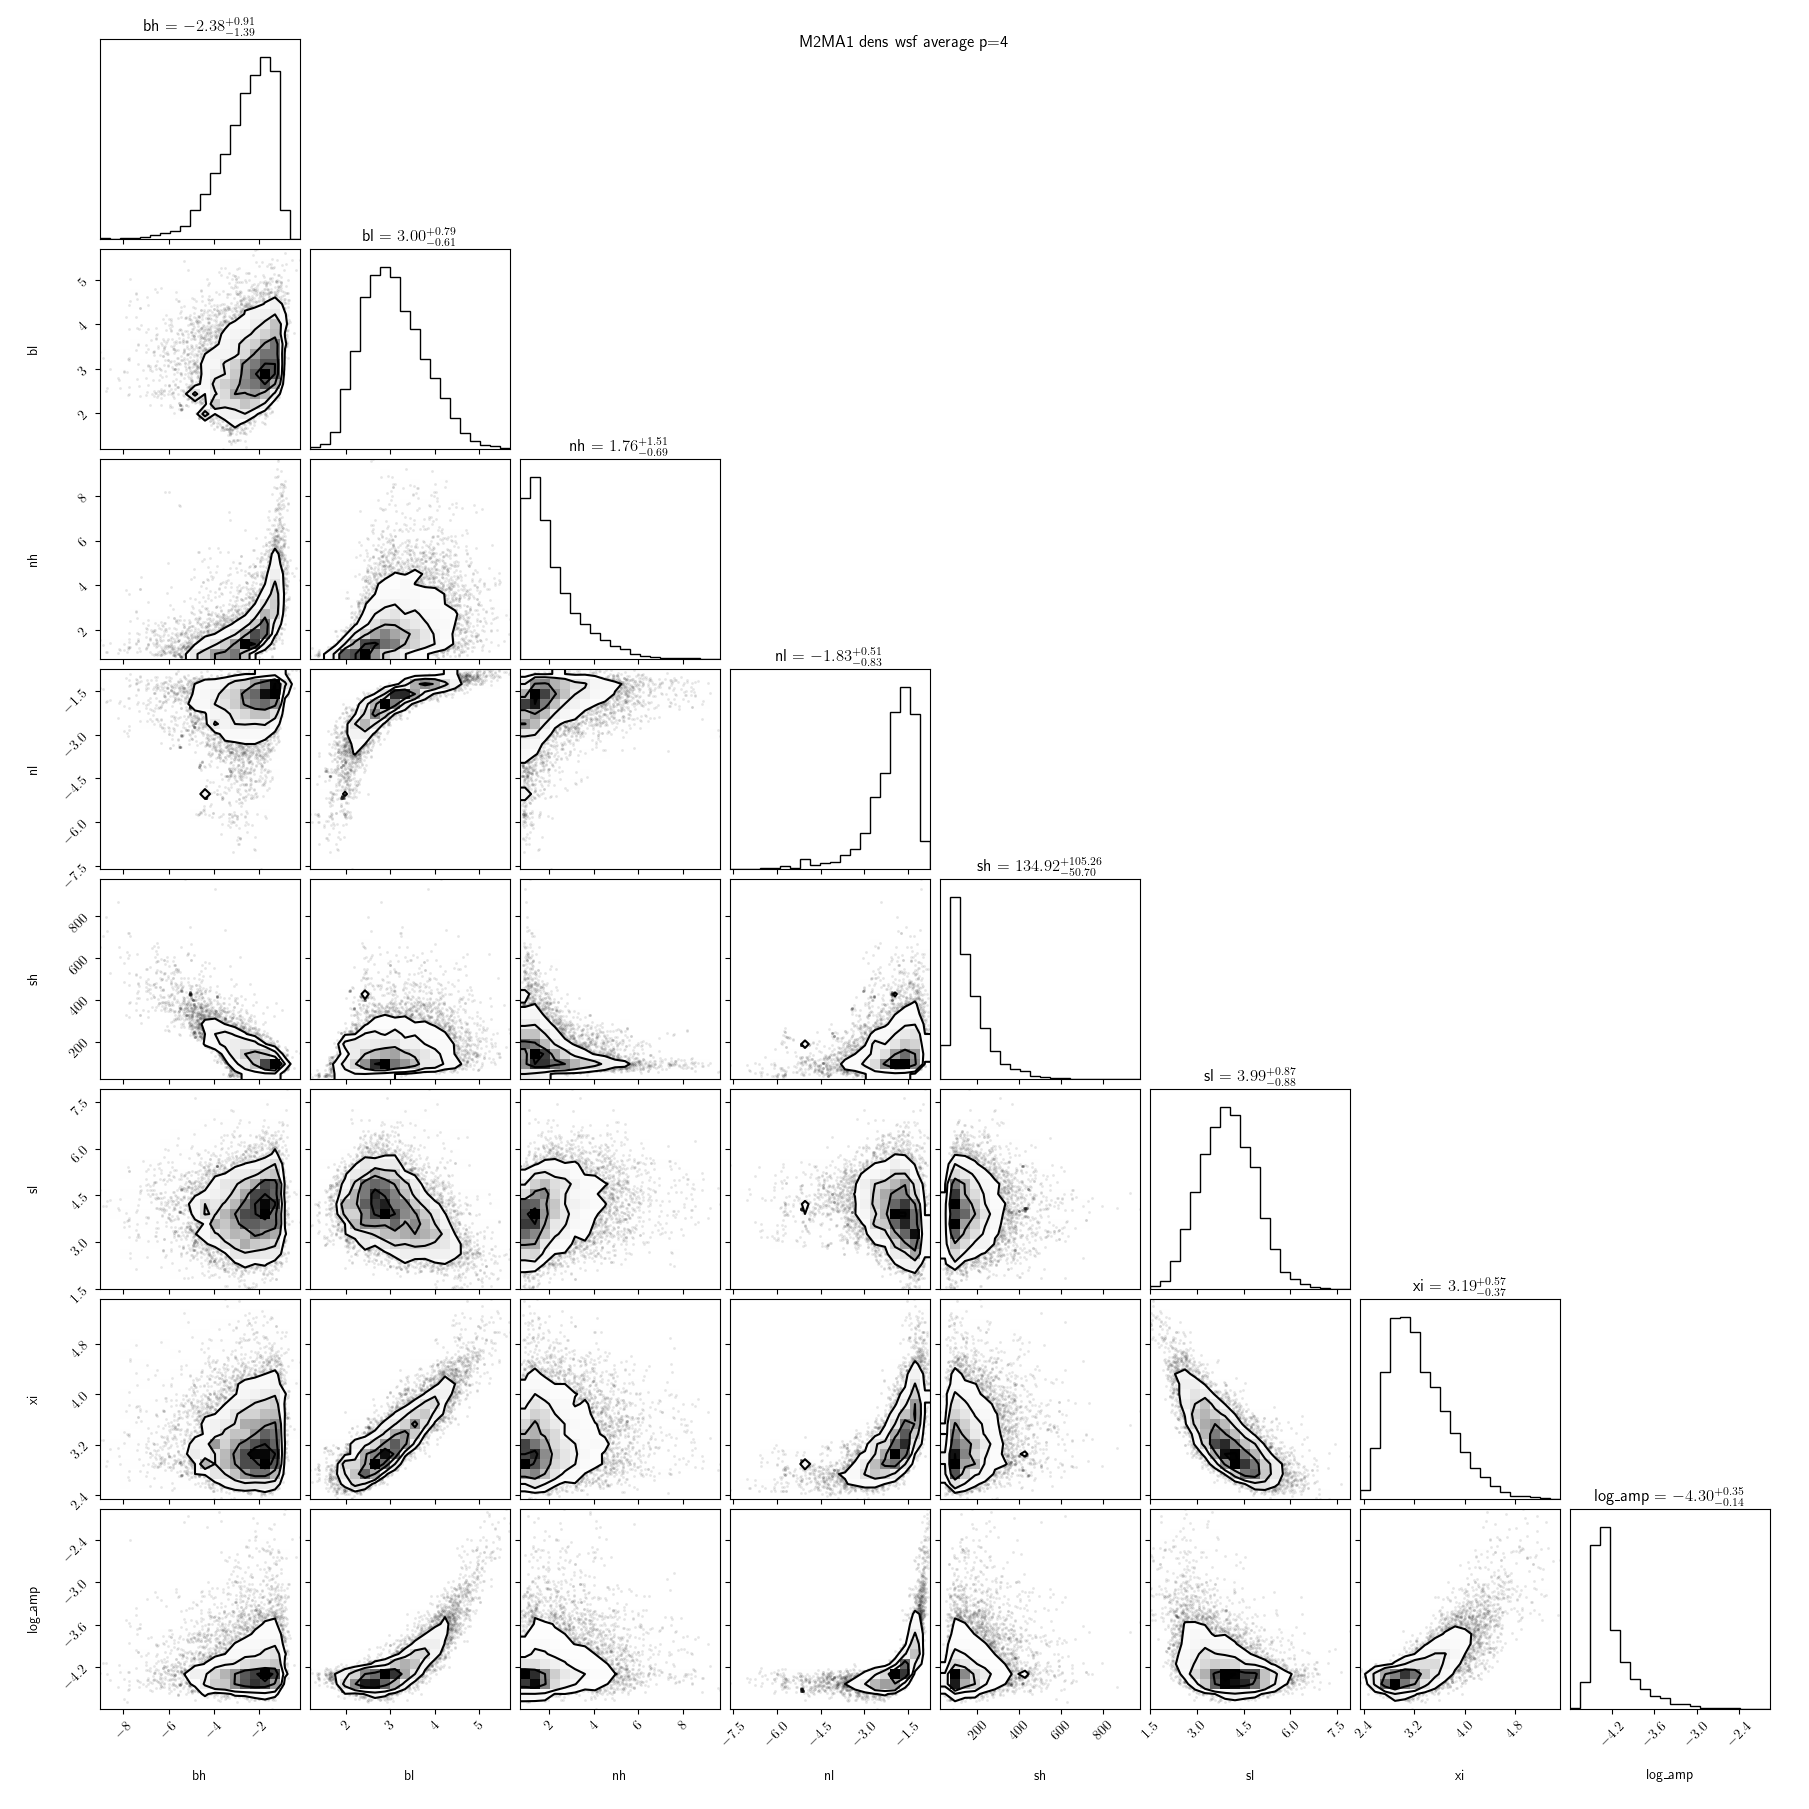 M2MA1 dens wsf average p=4
bh = −2.38 +0.91 −1.39
bl = 3.00 +0.79 −0.61
5
4
3
2
bl
nh = 1.76 +1.51 −0.69
8
6
4
2
nh
nl = −1.83 +0.51 −0.83
−1.5
−3.0
−4.5
−6.0
−7.5
nl
sh = 134.92 +105.26 −50.70
800
600
400
200
sh
sl = 3.99 +0.87 −0.88
7.5
6.0
4.5
3.0
1.5
sl
xi = 3.19 +0.57 −0.37
4.8
4.0
3.2
2.4
xi
log_amp = −4.30 +0.35 −0.14
−2.4
−3.0
−3.6
−4.2
log_amp
−8 −6 −4 −2 2 3 4 5 2 4 6 8 −7.5 −6.0 −4.5 −3.0 −1.5 200 400 600 800 1.5 3.0 4.5 6.0 7.5 2.4 3.2 4.0 4.8 −4.2 −3.6 −3.0 −2.4
bh bl nh nl sh sl xi log_amp